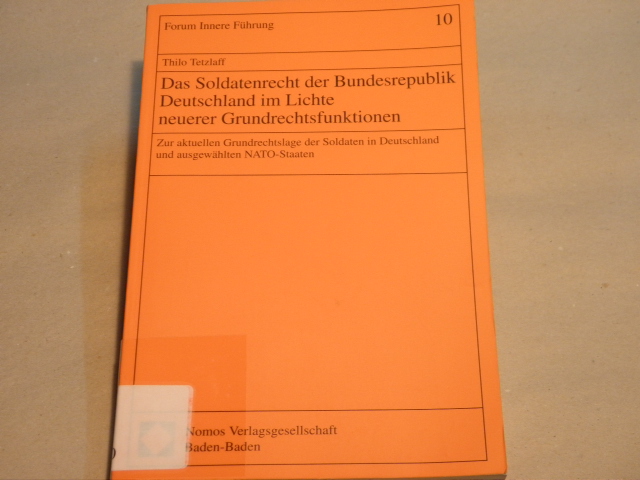 Forum Innere Führung 10
Thilo Tetzlaff
Das Soldatenrecht der Bundesrepublik
Deutschland im Lichte
neuerer Grundrechtsfunktionen
Zur aktuellen Grundrechtslage der Soldaten in Deutschland
und ausgewählten NATO-Staaten
Nomos Verlagsgesellschaft
Baden-Baden